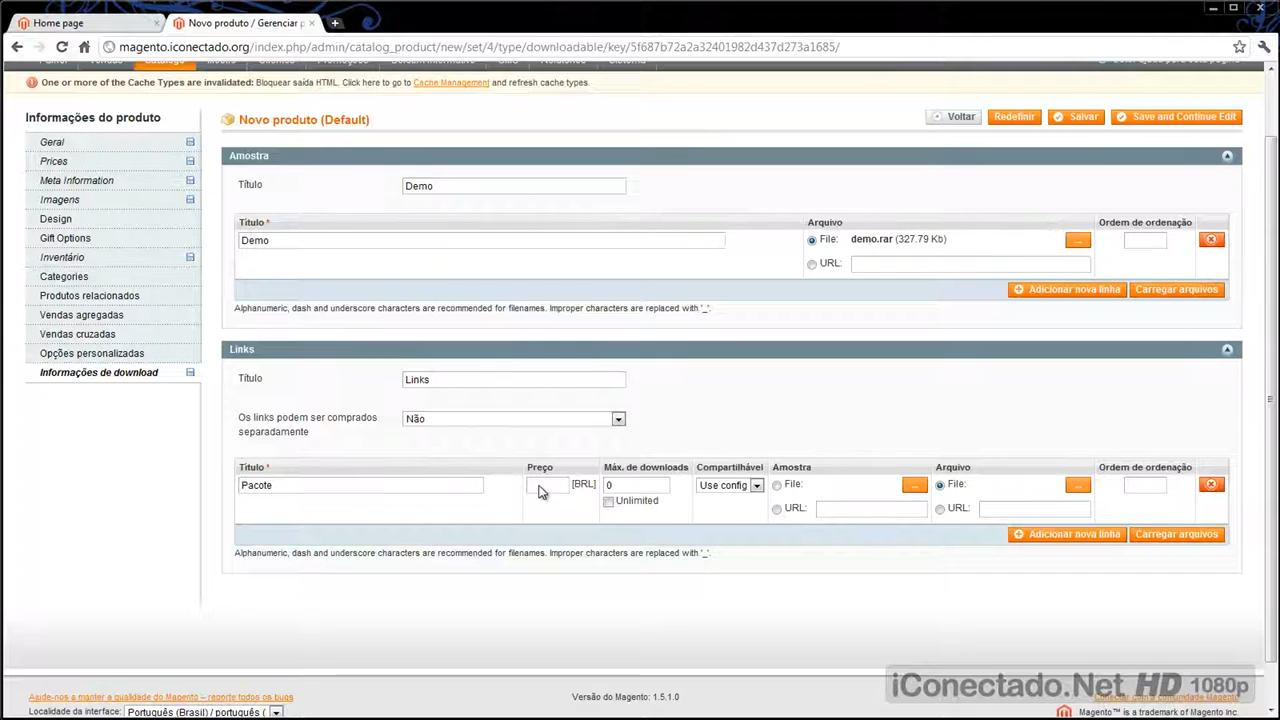 Home page
Novo produto / Gerenciar p
magento.iconectado.org/index.php/admin/catalog_product/new/set/4/type/downloadable/key/5f687b72a2a32401982d437d273a1685/
One or more of the Cache Types are invalidated: Bloquear saída HTML. Click here to go to Cache Management and refresh cache types.
Informações do produto
Geral
Prices
Meta Information
Imagens
Design
Gift Options
Inventário
Categories
Produtos relacionados
Vendas agregadas
Vendas cruzadas
Opções personalizadas
Informações de download
Novo produto (Default)
Voltar
Redefinir
Salvar
Save and Continue Edit
Amostra
Título
Demo
Título * Arquivo Ordem de ordenação
Demo File: demo.rar (327.79 Kb) ...
URL:
Adicionar nova linha Carregar arquivos
Alphanumeric, dash and underscore characters are recommended for filenames. Improper characters are replaced with '_'.
Links
Título
Links
Os links podem ser comprados
separadamente
Não
Título * Preço Máx. de downloads Compartilhável Amostra Arquivo Ordem de ordenação
Pacote [BRL] 0 Use config File: ... File: ...
Unlimited URL: URL:
Adicionar nova linha Carregar arquivos
Alphanumeric, dash and underscore characters are recommended for filenames. Improper characters are replaced with '_'.
Ajude-nos a manter a qualidade do Magento – reporte todos os bugs
Versão do Magento: 1.5.1.0
iConectado.Net HD 1080p
Localidade da interface: Português (Brasil) / português (
Magento™ is a trademark of Magento Inc.